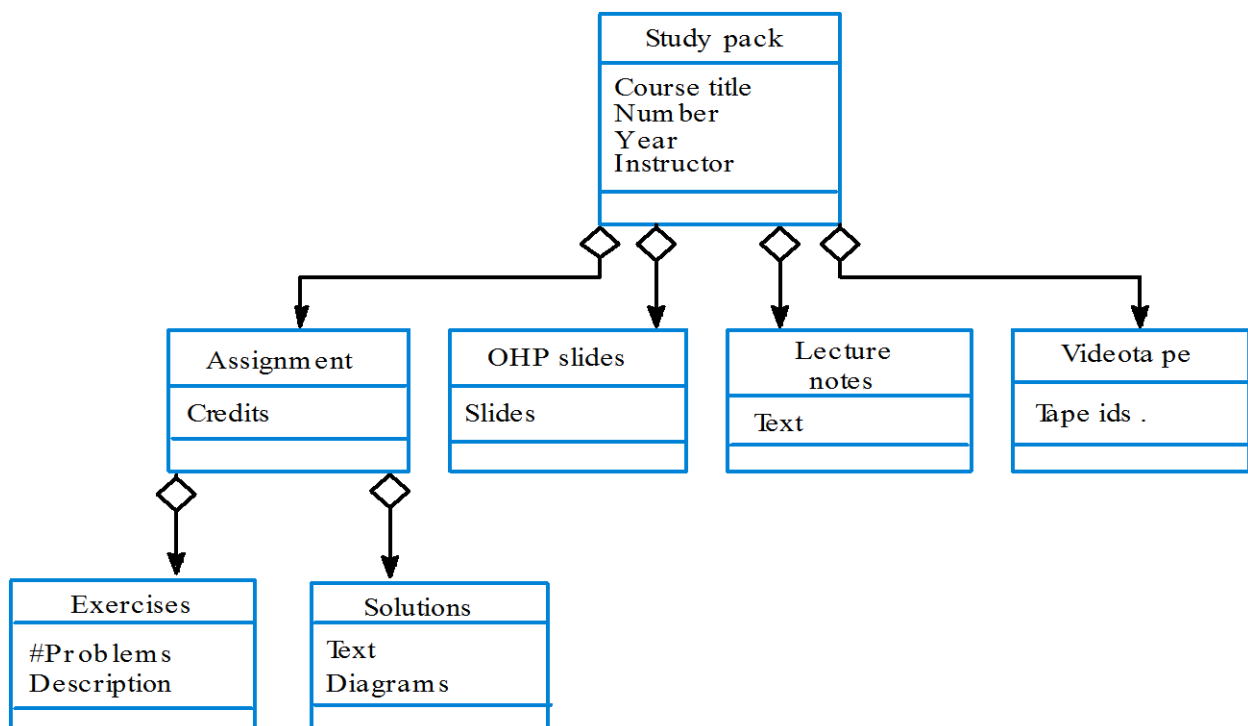 Study pack
Course title
Number
Year
Instructor
Assignment
Credits
OHP slides
Slides
Lecture
notes
Text
Videota pe
Tape ids .
Exercises
#Problems
Description
Solutions
Text
Diagrams